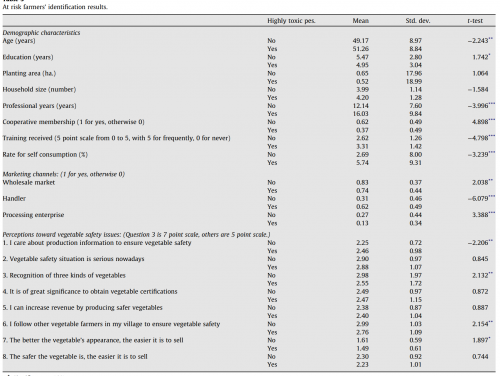 At risk farmers' identification results.
Highly toxic pes. Mean Std. dev. t-test
Demographic characteristics
Age (years) No 49.17 8.97 −2.243**
Yes 51.26 8.84
Education (years) No 5.47 2.80 1.742*
Yes 4.95 3.04
Planting area (ha.) No 0.65 17.96 1.064
Yes 0.52 18.99
Household size (number) No 3.99 1.14 −1.584
Yes 4.20 1.28
Professional years (years) No 12.14 7.60 −3.996***
Yes 16.03 9.84
Cooperative membership (1 for yes, otherwise 0) No 0.62 0.49 4.898***
Yes 0.37 0.49
Training received (5 point scale from 0 to 5, with 5 for frequently, 0 for never) No 2.62 1.26 −4.798***
Yes 3.31 1.42
Rate for self consumption (%) No 2.69 8.00 −3.239***
Yes 5.74 9.31
Marketing channels: (1 for yes, otherwise 0)
Wholesale market No 0.83 0.37 2.038**
Yes 0.74 0.44
Handler No 0.31 0.46 −6.079***
Yes 0.62 0.49
Processing enterprise No 0.27 0.44 3.388***
Yes 0.13 0.34
Perceptions toward vegetable safety issues: (Question 3 is 7 point scale, others are 5 point scale.)
1. I care about production information to ensure vegetable safety No 2.25 0.72 −2.206**
Yes 2.46 0.98
2. Vegetable safety situation is serious nowadays No 2.90 0.97 0.845
Yes 2.88 1.07
3. Recognition of three kinds of vegetables No 2.98 1.97 2.132**
Yes 2.55 1.72
4. It is of great significance to obtain vegetable certifications No 2.49 0.97 0.872
Yes 2.47 1.15
5. I can increase revenue by producing safer vegetables No 2.38 0.87 0.887
Yes 2.40 1.04
6. I follow other vegetable farmers in my village to ensure vegetable safety No 2.99 1.03 2.154**
Yes 2.76 1.09
7. The better the vegetable's appearance, the easier it is to sell No 1.61 0.59 1.897*
Yes 1.49 0.61
8. The safer the vegetable is, the easier it is to sell No 2.30 0.92 0.744
Yes 2.23 1.01